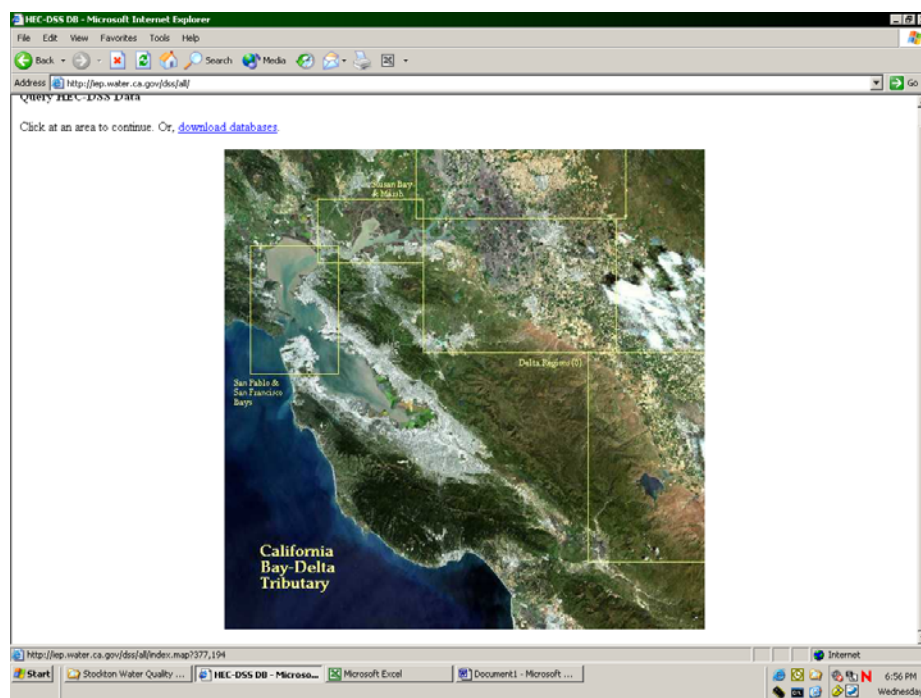 HEC-DSS DB - Microsoft Internet Explorer
File Edit View Favorites Tools Help
Back Search Media
Address http://iep.water.ca.gov/dss/all/ Go
Query HEC-DSS Data
Click at an area to continue. Or, download databases.
Suisun Bay
& Marsh
Delta Regions (8)
San Pablo &
San Francisco
Bays
California
Bay-Delta
Tributary
http://iep.water.ca.gov/dss/all/index.map?377,194 Internet
Start Stockton Water Quality ... HEC-DSS DB - Microso... Microsoft Excel Document1 - Microsoft ... 6:56 PM
Wednesday